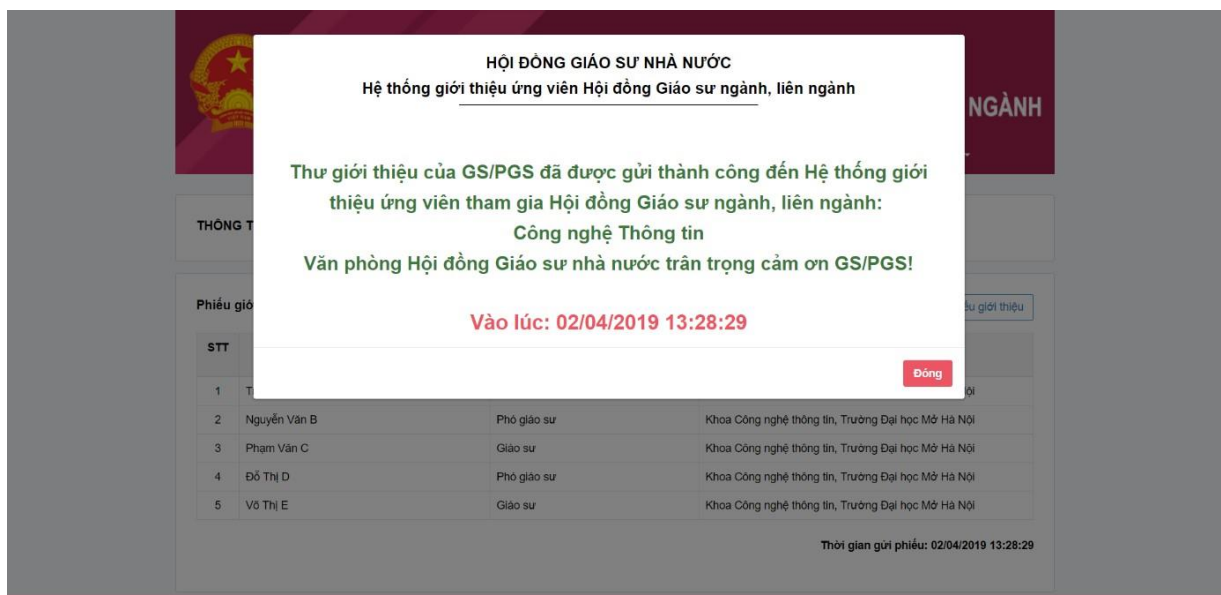 HỘI ĐỒNG GIÁO SƯ NHÀ NƯỚC
Hệ thống giới thiệu ứng viên Hội đồng Giáo sư ngành, liên ngành
NGÀNH
Thư giới thiệu của GS/PGS đã được gửi thành công đến Hệ thống giới
thiệu ứng viên tham gia Hội đồng Giáo sư ngành, liên ngành:
Công nghệ Thông tin
Văn phòng Hội đồng Giáo sư nhà nước trân trọng cảm ơn GS/PGS!
Vào lúc: 02/04/2019 13:28:29
Đóng
THÔNG
Phiếu
giới thiệu
STT
1
2 Nguyễn Văn B Phó giáo sư Khoa Công nghệ thông tin, Trường Đại học Mở Hà Nội
3 Phạm Văn C Giáo sư Khoa Công nghệ thông tin, Trường Đại học Mở Hà Nội
4 Đỗ Thị D Phó giáo sư Khoa Công nghệ thông tin, Trường Đại học Mở Hà Nội
5 Võ Thị E Giáo sư Khoa Công nghệ thông tin, Trường Đại học Mở Hà Nội
Thời gian gửi phiếu: 02/04/2019 13:28:29